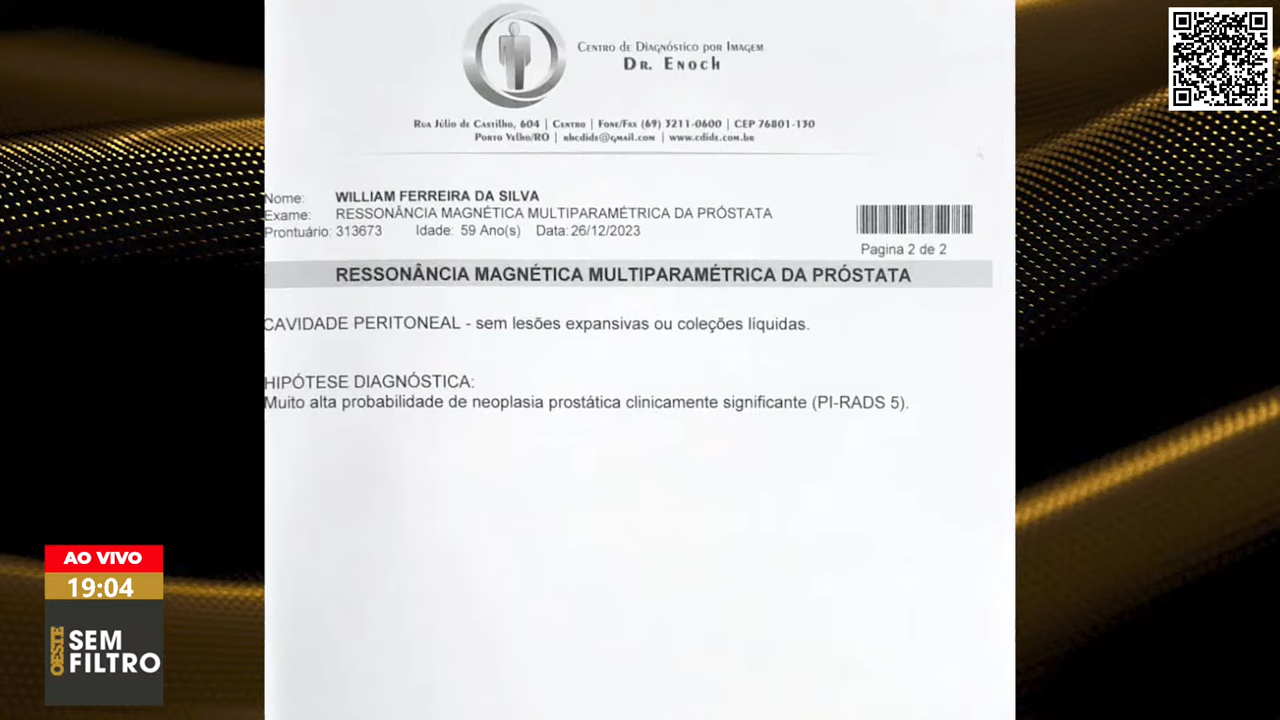 CENTRO DE DIAGNÓSTICO POR IMAGEM
DR. ENOCH
RUA JÚLIO DE CASTILHO, 604 | CENTRO | FONE/FAX (69) 3211-0600 | CEP 76801-130
PORTO VELHO/RO | nhcdide@gmail.com | www.cdide.com.br
Nome: WILLIAM FERREIRA DA SILVA
Exame: RESSONÂNCIA MAGNÉTICA MULTIPARAMÉTRICA DA PRÓSTATA
Prontuário: 313673 Idade: 59 Ano(s) Data: 26/12/2023
Pagina 2 de 2
RESSONÂNCIA MAGNÉTICA MULTIPARAMÉTRICA DA PRÓSTATA
CAVIDADE PERITONEAL - sem lesões expansivas ou coleções líquidas.
HIPÓTESE DIAGNÓSTICA:
Muito alta probabilidade de neoplasia prostática clinicamente significante (PI-RADS 5).
AO VIVO
19:04
OESTE
SEM
FILTRO